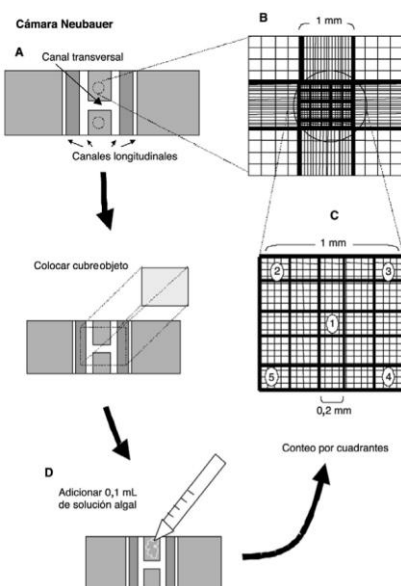 Cámara Neubauer
A
Canal transversal
Canales longitudinales
B
1 mm
C
1 mm
2
3
1
5
4
0,2 mm
Colocar cubreobjeto
Conteo por cuadrantes
D
Adicionar 0,1 mL
de solución algal